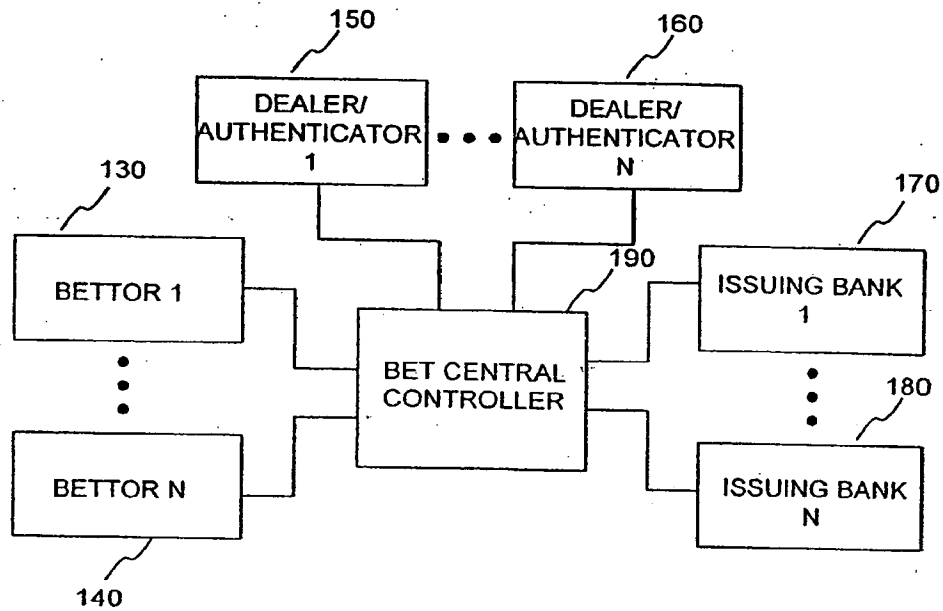 150
160
DEALER/
AUTHENTICATOR
1
DEALER/
AUTHENTICATOR
N
130
170
190
BETTOR 1
ISSUING BANK
1
BET CENTRAL
CONTROLLER
180
BETTOR N
ISSUING BANK
N
140